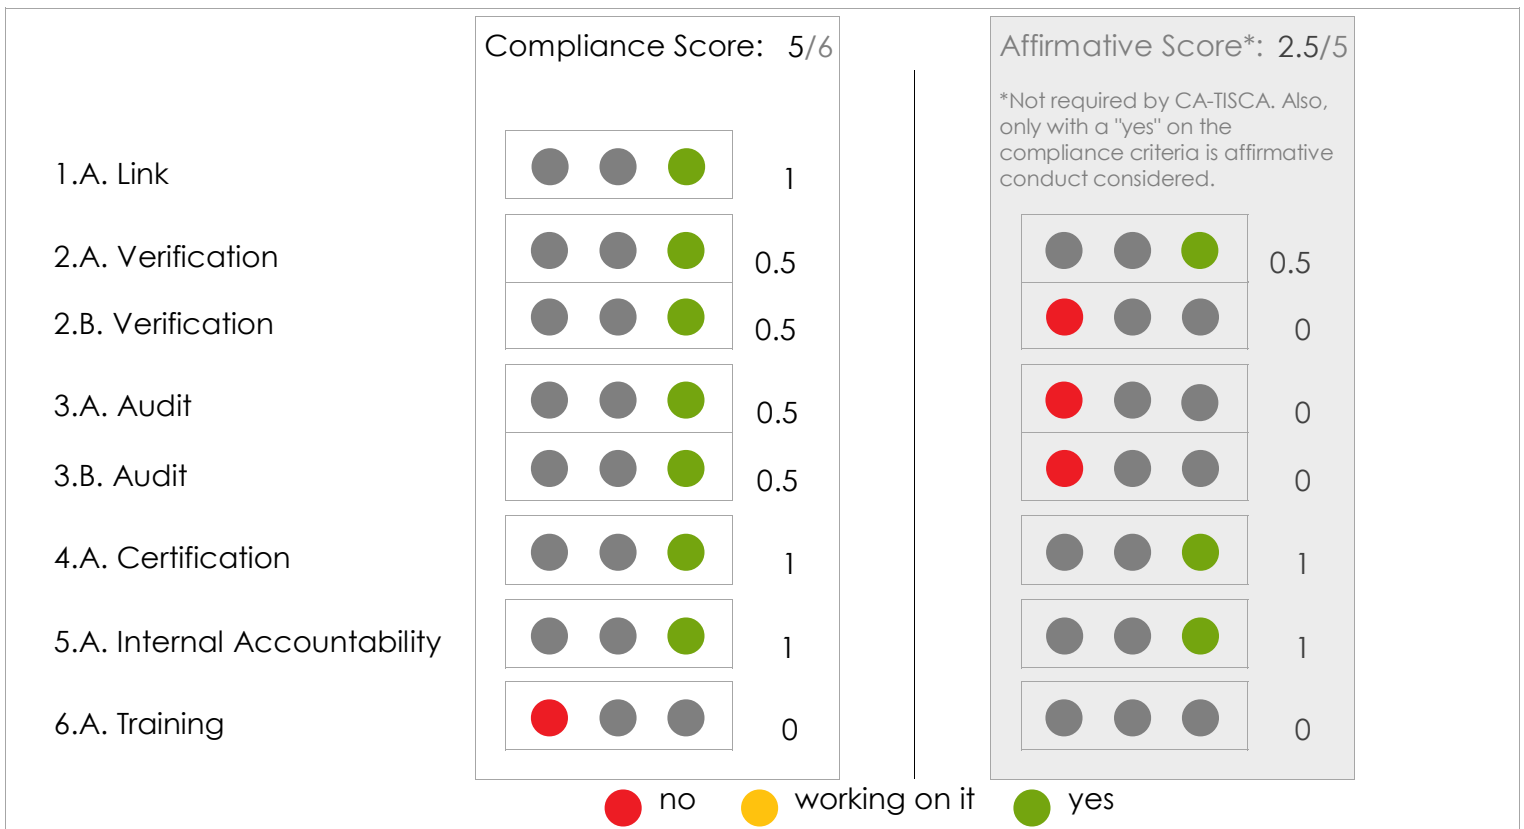 Compliance Score: 5/6
Affirmative Score*: 2.5/5
*Not required by CA-TISCA. Also,
only with a "yes" on the
compliance criteria is affirmative
conduct considered.
1.A. Link 1
2.A. Verification 0.5 0.5
2.B. Verification 0.5 0
3.A. Audit 0.5 0
3.B. Audit 0.5 0
4.A. Certification 1 1
5.A. Internal Accountability 1 1
6.A. Training 0 0
no working on it yes